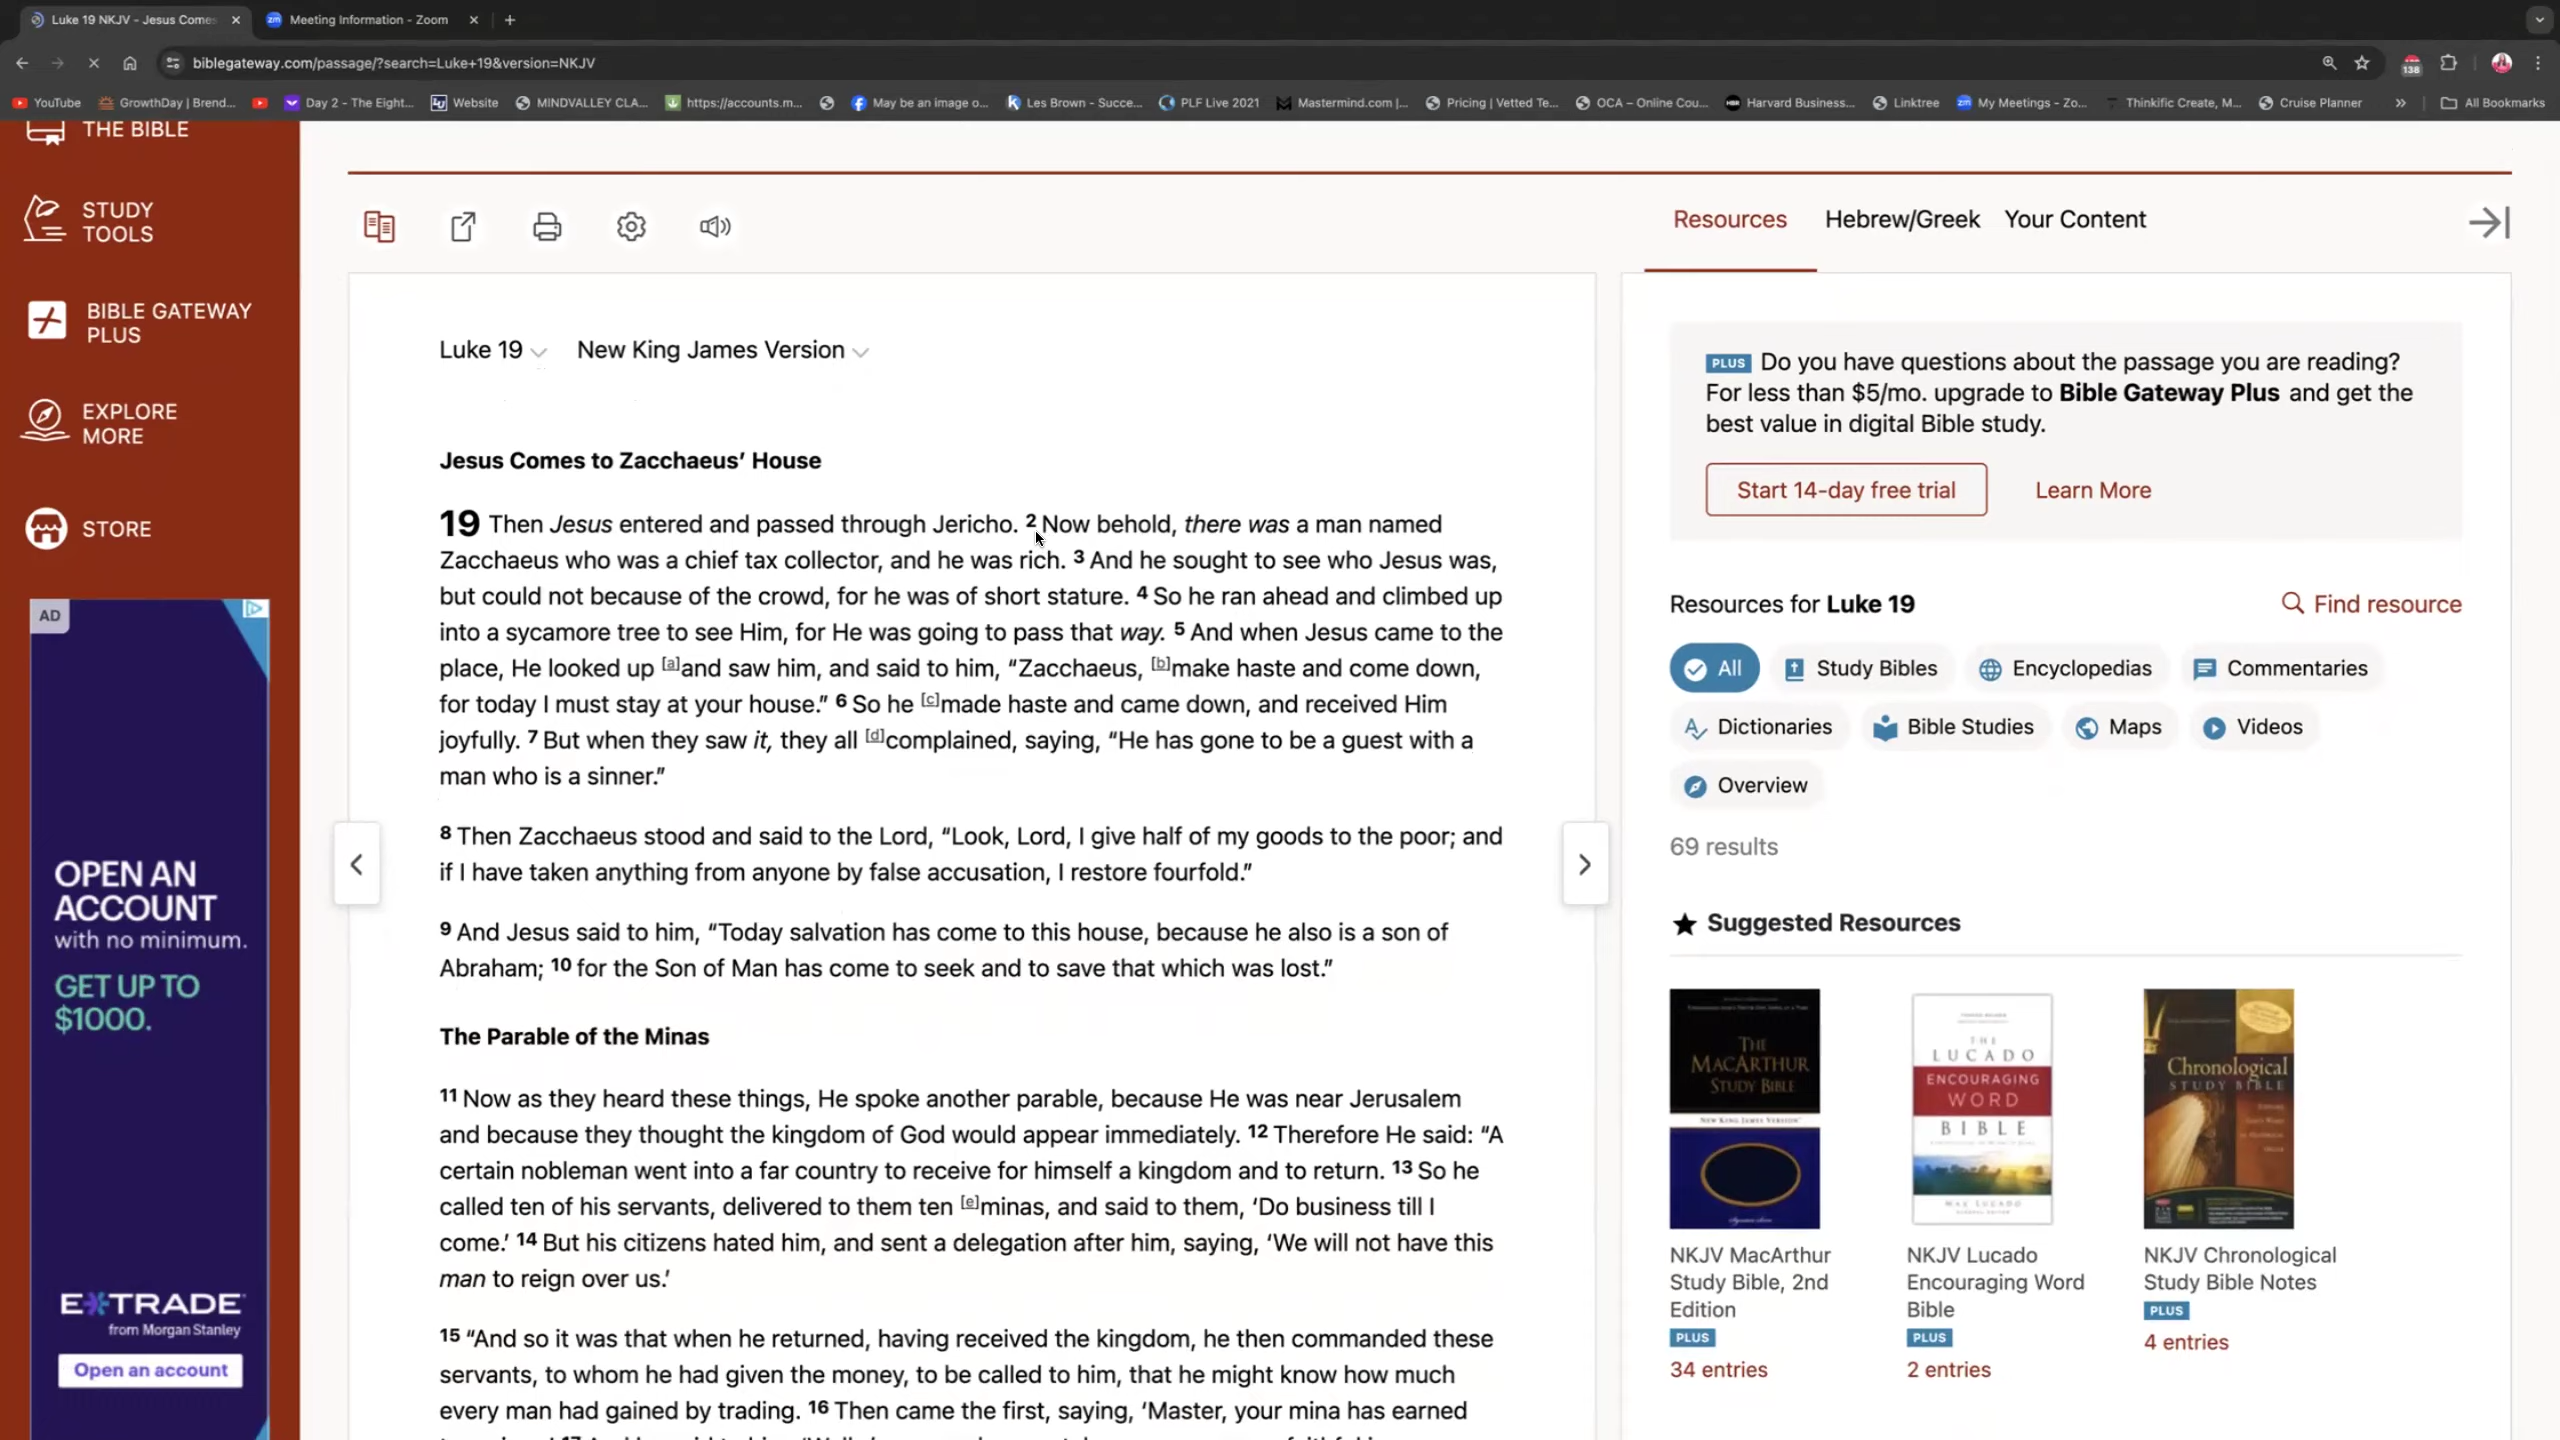 Luke 19 NKJV - Jesus Comes
Meeting Information - Zoom
biblegateway.com/passage/?search=Luke+19&version=NKJV
138
YouTube
GrowthDay | Brend...
Day 2 - The Eight...
Website
MINDVALLEY CLA...
https://accounts.m...
May be an image o...
Les Brown - Succe...
PLF Live 2021
Mastermind.com |...
Pricing | Vetted Te...
OCA – Online Cou...
Harvard Business...
Linktree
My Meetings - Zo...
Thinkific Create, M...
Cruise Planner
All Bookmarks
THE BIBLE
STUDY
TOOLS
BIBLE GATEWAY
PLUS
EXPLORE
MORE
STORE
AD
OPEN AN
ACCOUNT
with no minimum.
GET UP TO
$1000.
E*TRADE
from Morgan Stanley
Open an account
Luke 19
New King James Version
Jesus Comes to Zacchaeus’ House
19 Then Jesus entered and passed through Jericho. 2 Now behold, there was a man named
Zacchaeus who was a chief tax collector, and he was rich. 3 And he sought to see who Jesus was,
but could not because of the crowd, for he was of short stature. 4 So he ran ahead and climbed up
into a sycamore tree to see Him, for He was going to pass that way. 5 And when Jesus came to the
place, He looked up [a]and saw him, and said to him, “Zacchaeus, [b]make haste and come down,
for today I must stay at your house.” 6 So he [c]made haste and came down, and received Him
joyfully. 7 But when they saw it, they all [d]complained, saying, “He has gone to be a guest with a
man who is a sinner.”
8 Then Zacchaeus stood and said to the Lord, “Look, Lord, I give half of my goods to the poor; and
if I have taken anything from anyone by false accusation, I restore fourfold.”
9 And Jesus said to him, “Today salvation has come to this house, because he also is a son of
Abraham; 10 for the Son of Man has come to seek and to save that which was lost.”
The Parable of the Minas
11 Now as they heard these things, He spoke another parable, because He was near Jerusalem
and because they thought the kingdom of God would appear immediately. 12 Therefore He said: “A
certain nobleman went into a far country to receive for himself a kingdom and to return. 13 So he
called ten of his servants, delivered to them ten [e]minas, and said to them, ‘Do business till I
come.’ 14 But his citizens hated him, and sent a delegation after him, saying, ‘We will not have this
man to reign over us.’
15 “And so it was that when he returned, having received the kingdom, he then commanded these
servants, to whom he had given the money, to be called to him, that he might know how much
every man had gained by trading. 16 Then came the first, saying, ‘Master, your mina has earned
Resources
Hebrew/Greek
Your Content
PLUS Do you have questions about the passage you are reading?
For less than $5/mo. upgrade to Bible Gateway Plus and get the
best value in digital Bible study.
Start 14-day free trial
Learn More
Resources for Luke 19
Find resource
All
Study Bibles
Encyclopedias
Commentaries
Dictionaries
Bible Studies
Maps
Videos
Overview
69 results
Suggested Resources
THE
MACARTHUR
STUDY BIBLE
NEW KING JAMES VERSION
THE
LUCADO
ENCOURAGING
WORD
BIBLE
MAX LUCADO
Chronological
STUDY BIBLE
NKJV MacArthur
Study Bible, 2nd
Edition
PLUS
34 entries
NKJV Lucado
Encouraging Word
Bible
PLUS
2 entries
NKJV Chronological
Study Bible Notes
PLUS
4 entries